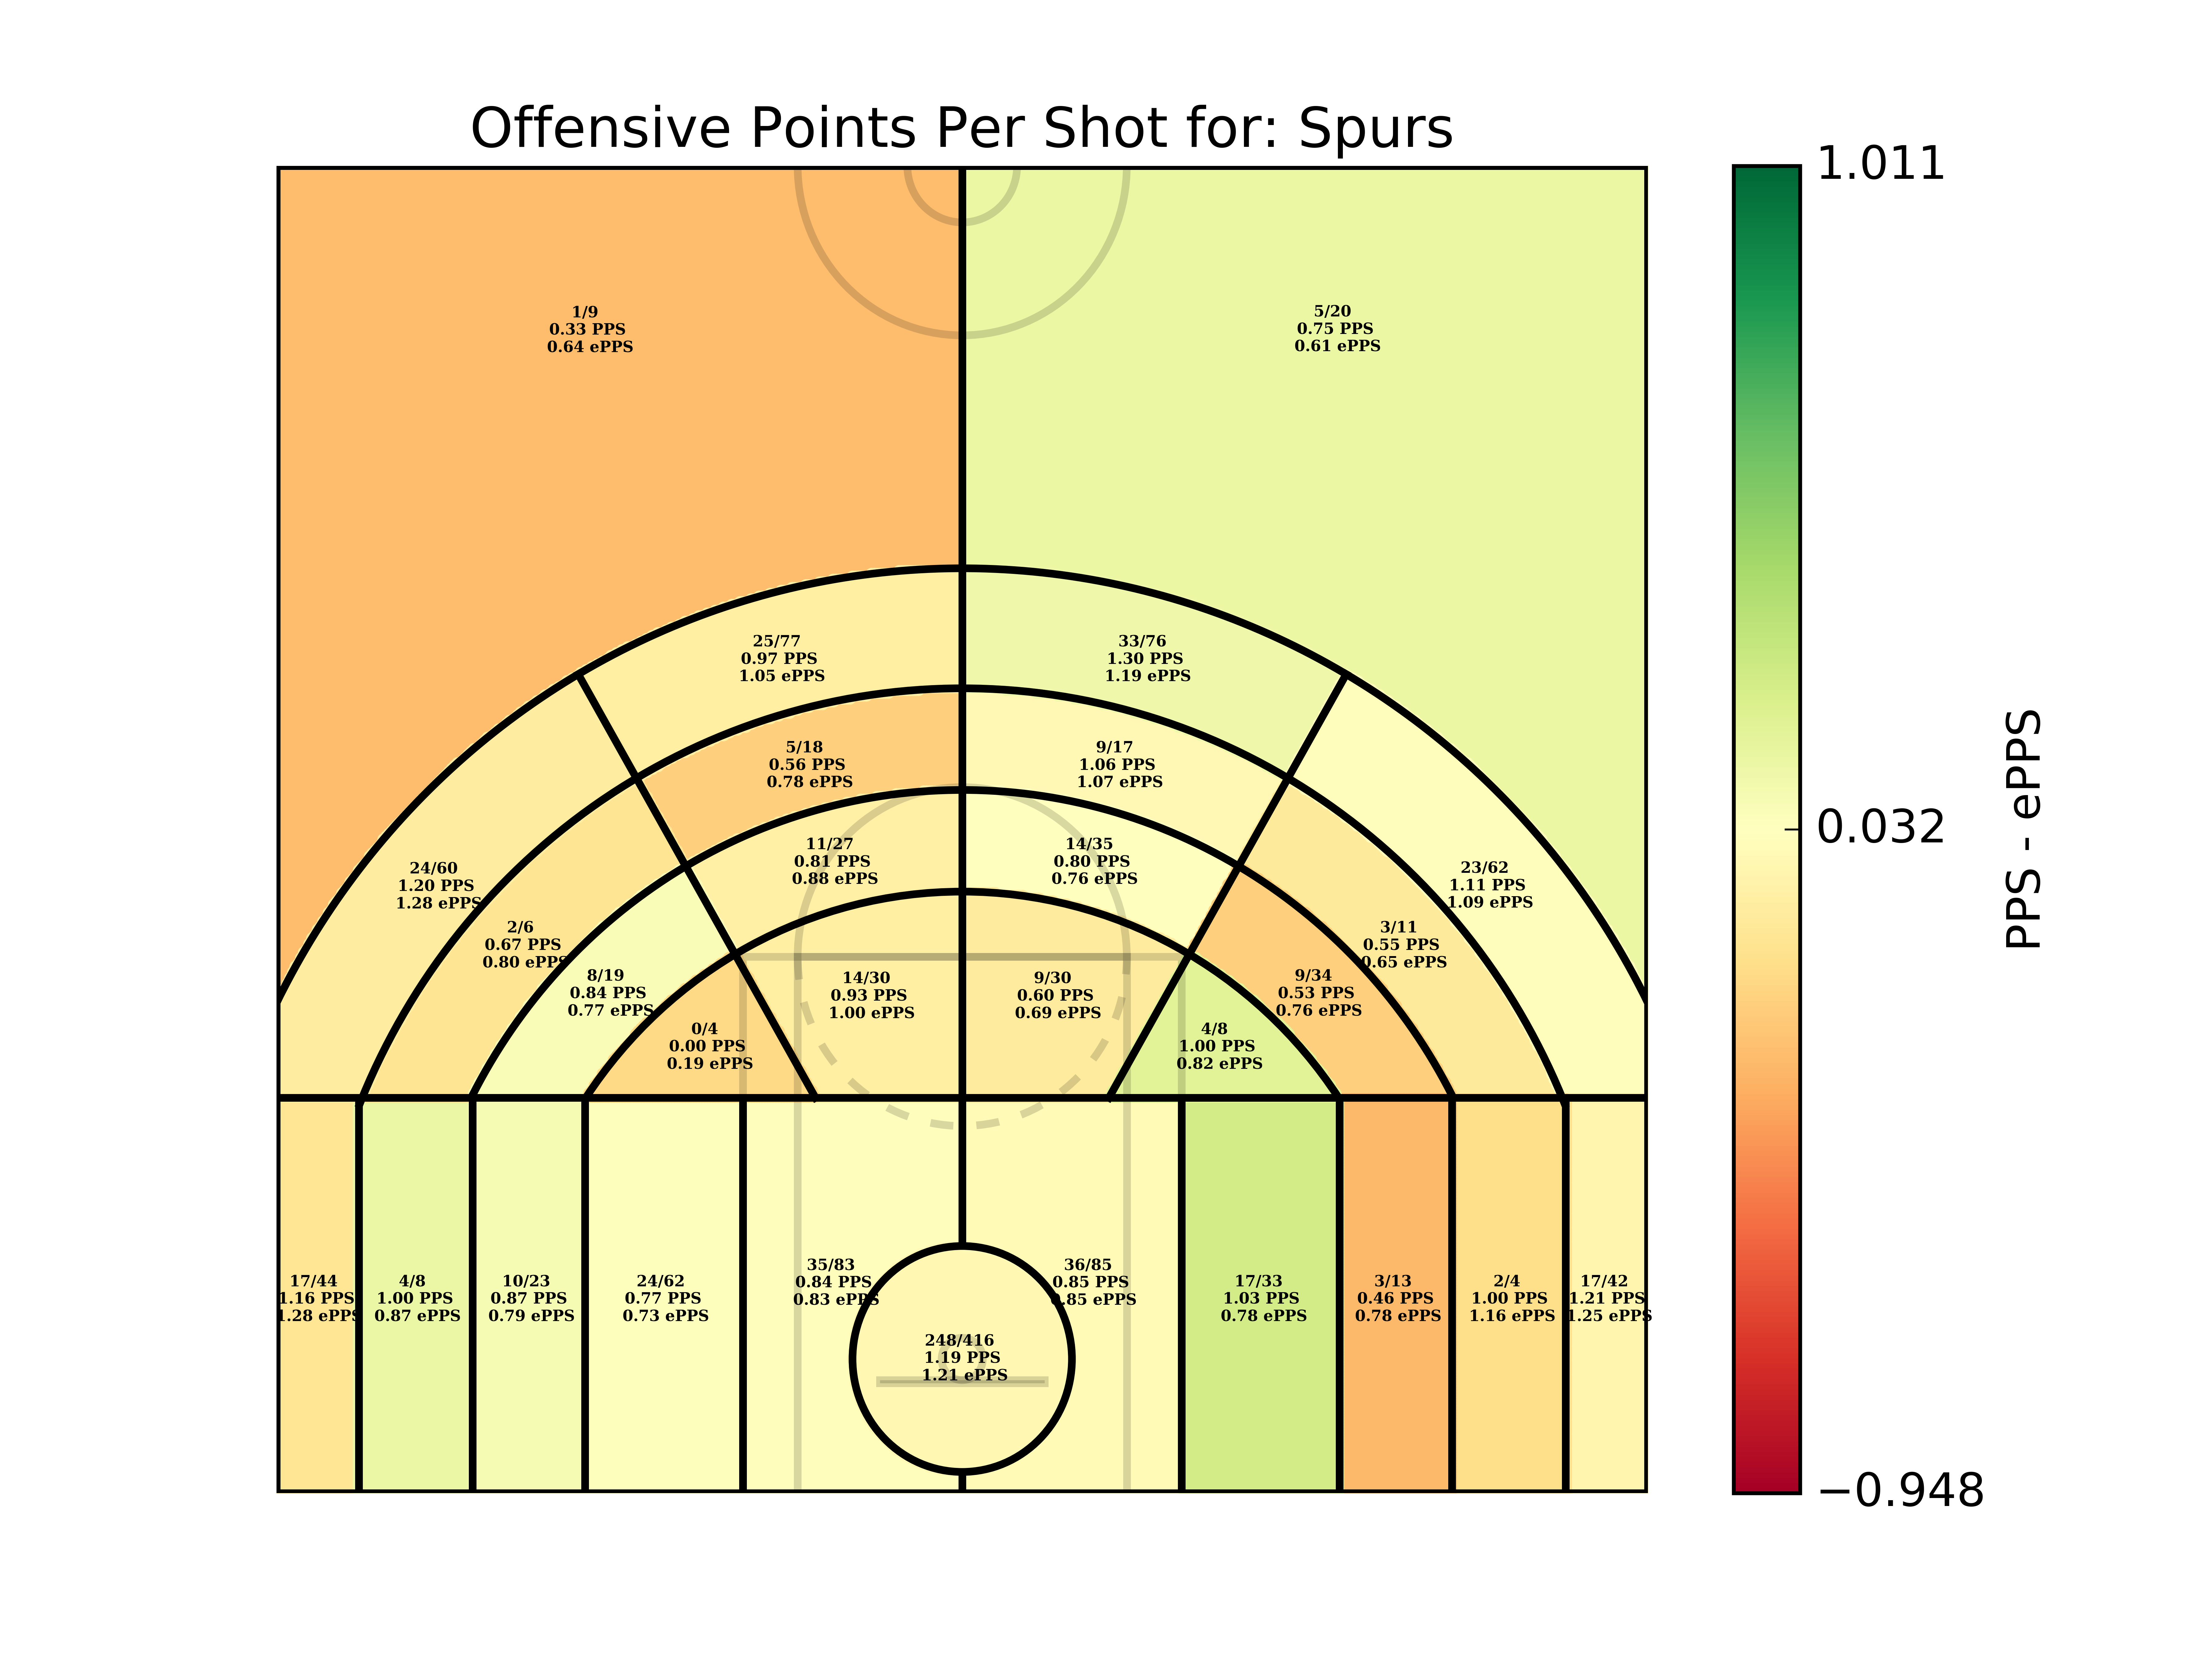 Offensive Points Per Shot for: Spurs
1/9
0.33 PPS
0.64 ePPS
5/20
0.75 PPS
0.61 ePPS
25/77
0.97 PPS
1.05 ePPS
33/76
1.30 PPS
1.19 ePPS
5/18
0.56 PPS
0.78 ePPS
9/17
1.06 PPS
1.07 ePPS
11/27
0.81 PPS
0.88 ePPS
14/35
0.80 PPS
0.76 ePPS
24/60
1.20 PPS
1.28 ePPS
23/62
1.11 PPS
1.09 ePPS
2/6
0.67 PPS
0.80 ePPS
3/11
0.55 PPS
0.65 ePPS
8/19
0.84 PPS
0.77 ePPS
14/30
0.93 PPS
1.00 ePPS
9/30
0.60 PPS
0.69 ePPS
9/34
0.53 PPS
0.76 ePPS
0/4
0.00 PPS
0.19 ePPS
4/8
1.00 PPS
0.82 ePPS
17/44
1.16 PPS
1.28 ePPS
4/8
1.00 PPS
0.87 ePPS
10/23
0.87 PPS
0.79 ePPS
24/62
0.77 PPS
0.73 ePPS
35/83
0.84 PPS
0.83 ePPS
36/85
0.85 PPS
0.85 ePPS
17/33
1.03 PPS
0.78 ePPS
3/13
0.46 PPS
0.78 ePPS
2/4
1.00 PPS
1.16 ePPS
17/42
1.21 PPS
1.25 ePPS
248/416
1.19 PPS
1.21 ePPS
1.011
0.032
−0.948
PPS - ePPS